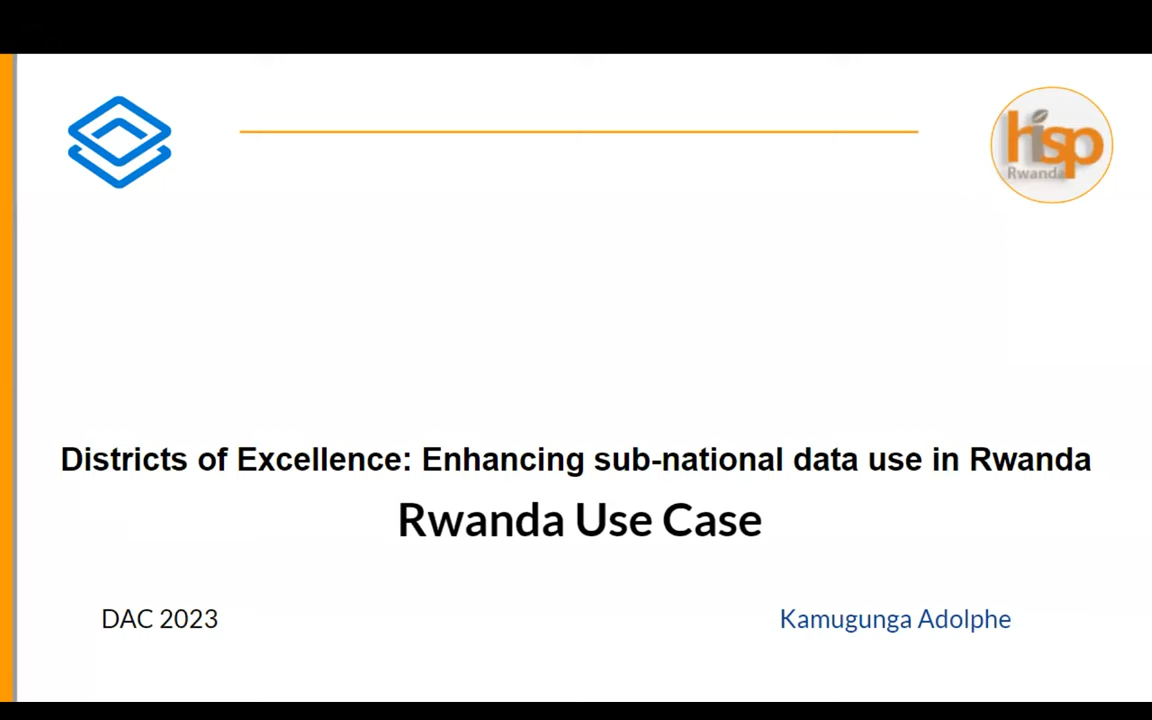 hisp
Rwanda
Districts of Excellence: Enhancing sub-national data use in Rwanda
Rwanda Use Case
DAC 2023
Kamugunga Adolphe